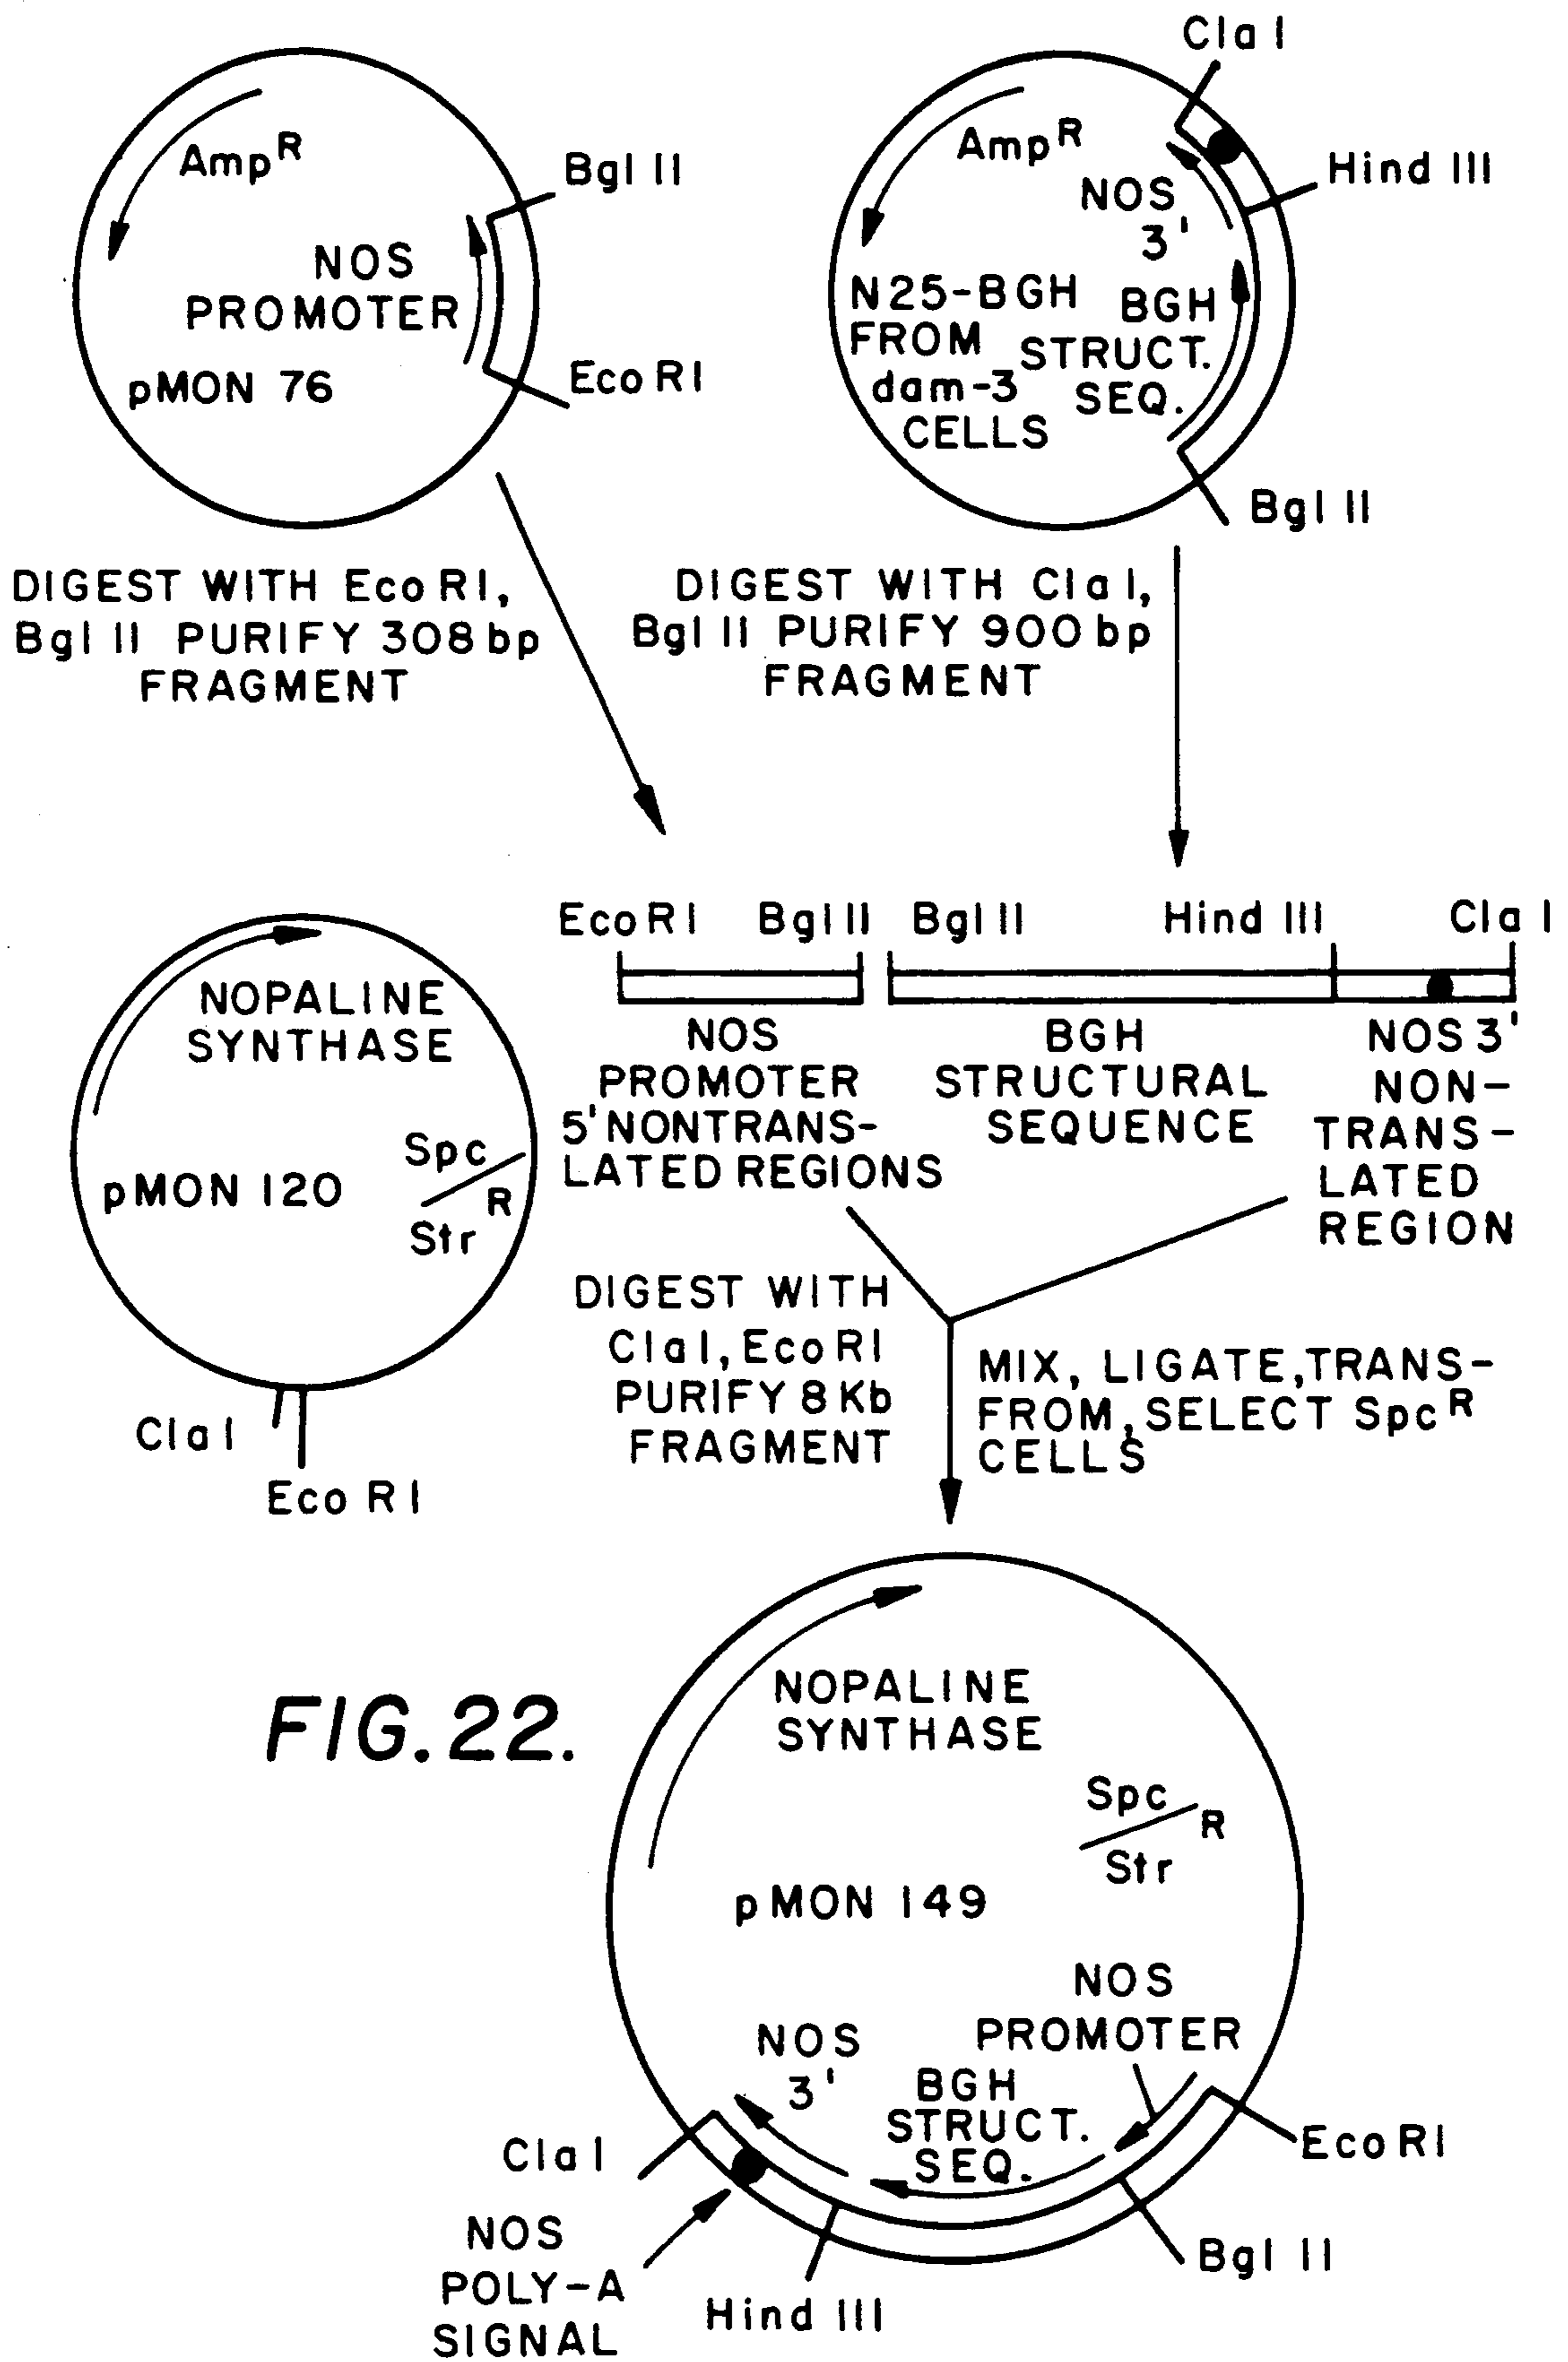 Amp R
Bgl II
NOS
PROMOTER
pMON 76
Eco RI
Cla I
Amp R
Hind III
NOS
3'
N25-BGH
FROM
dam-3
CELLS
BGH
STRUCT.
SEQ.
Bgl II
DIGEST WITH Eco RI,
Bgl II PURIFY 308 bp
FRAGMENT
DIGEST WITH Cla I,
Bgl II PURIFY 900 bp
FRAGMENT
NOPALINE
SYNTHASE
pMON 120
Spc
R
Str
Cla I
Eco RI
Eco RI Bgl II Bgl II Hind III Cla I
NOS
PROMOTER
5' NONTRANS-
LATED REGIONS
BGH
STRUCTURAL
SEQUENCE
NOS 3'
NON-
TRANS-
LATED
REGION
DIGEST WITH
Cla I, Eco RI
PURIFY 8 Kb
FRAGMENT
MIX, LIGATE, TRANS-
FROM, SELECT Spc R
CELLS
FIG. 22.
NOPALINE
SYNTHASE
Spc
R
Str
pMON 149
NOS
PROMOTER
NOS
3'
BGH
STRUCT.
SEQ.
Cla I
Eco RI
NOS
POLY-A
SIGNAL
Hind III
Bgl II